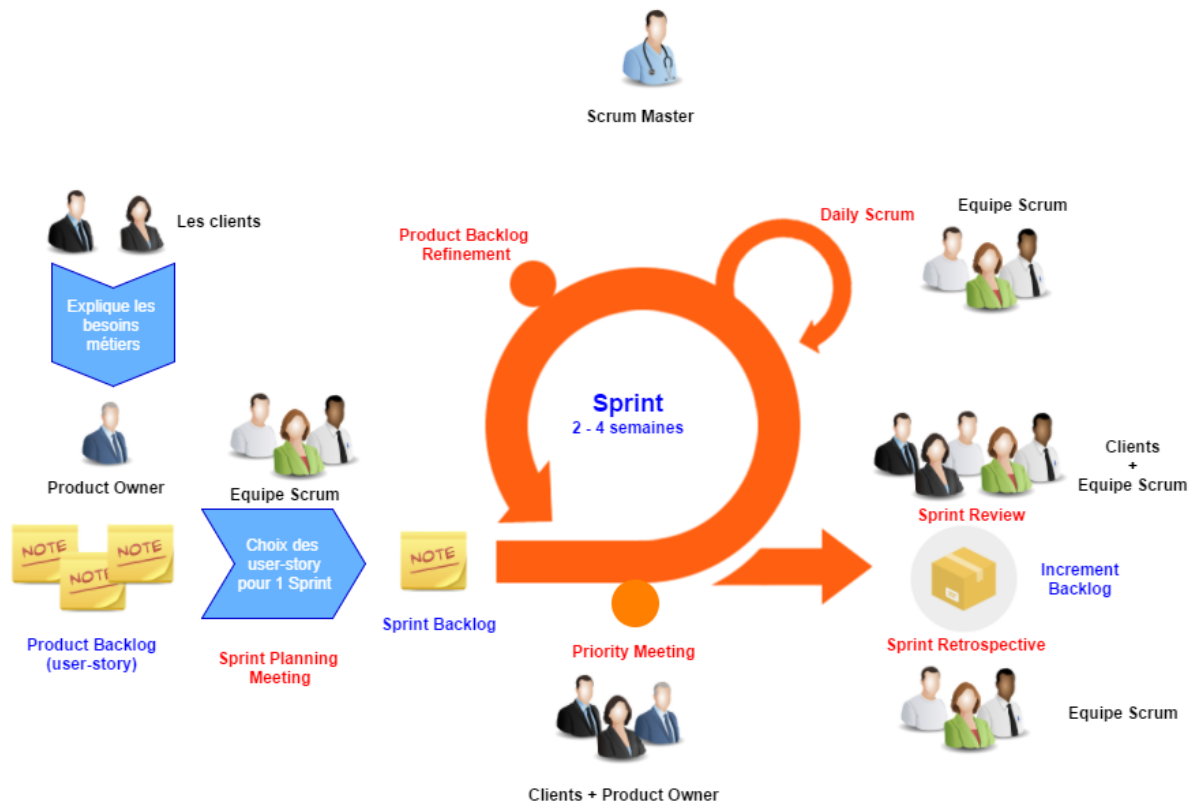 Scrum Master
Les clients
Explique les
besoins
métiers
Product Owner
NOTE
NOTE
NOTE
Product Backlog
(user-story)
Equipe Scrum
Choix des
user-story
pour 1 Sprint
Sprint Planning
Meeting
NOTE
Sprint Backlog
Product Backlog
Refinement
Daily Scrum
Equipe Scrum
Sprint
2 - 4 semaines
Priority Meeting
Clients + Product Owner
Clients
+
Equipe Scrum
Sprint Review
Increment
Backlog
Sprint Retrospective
Equipe Scrum